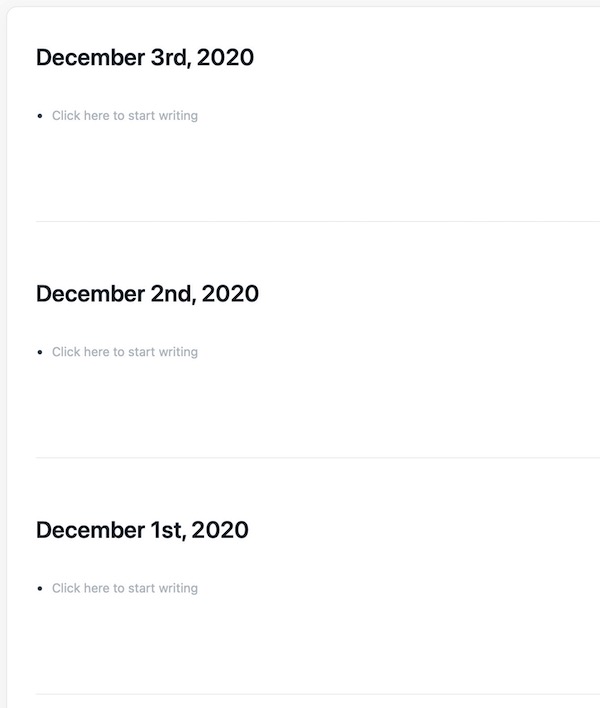 December 3rd, 2020
Click here to start writing
December 2nd, 2020
Click here to start writing
December 1st, 2020
Click here to start writing